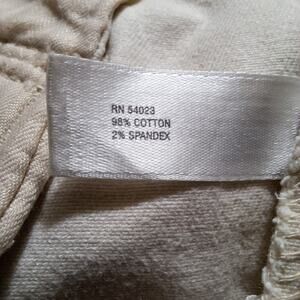 RN 54023
98% COTTON
2% SPANDEX